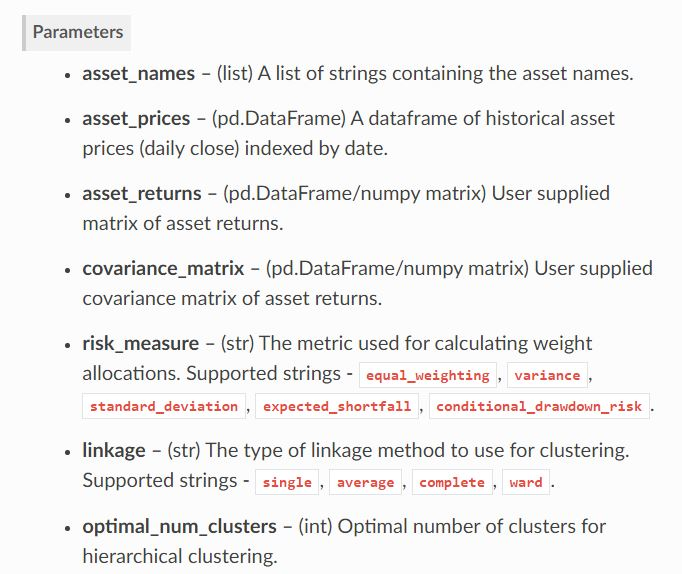 Parameters
asset_names – (list) A list of strings containing the asset names.
asset_prices – (pd.DataFrame) A dataframe of historical asset
prices (daily close) indexed by date.
asset_returns – (pd.DataFrame/numpy matrix) User supplied
matrix of asset returns.
covariance_matrix – (pd.DataFrame/numpy matrix) User supplied
covariance matrix of asset returns.
risk_measure – (str) The metric used for calculating weight
allocations. Supported strings - equal_weighting, variance,
standard_deviation, expected_shortfall, conditional_drawdown_risk.
linkage – (str) The type of linkage method to use for clustering.
Supported strings - single, average, complete, ward.
optimal_num_clusters – (int) Optimal number of clusters for
hierarchical clustering.